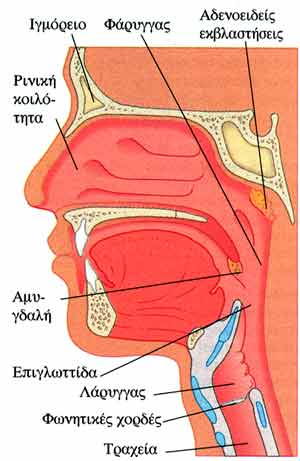 Ιγμόρειο
Φάρυγγας
Αδενοειδείς
εκβλαστήσεις
Ρινική
κοιλό-
τητα
Αμυ-
γδαλή
Επιγλωττίδα
Λάρυγγας
Φωνητικές χορδές
Τραχεία